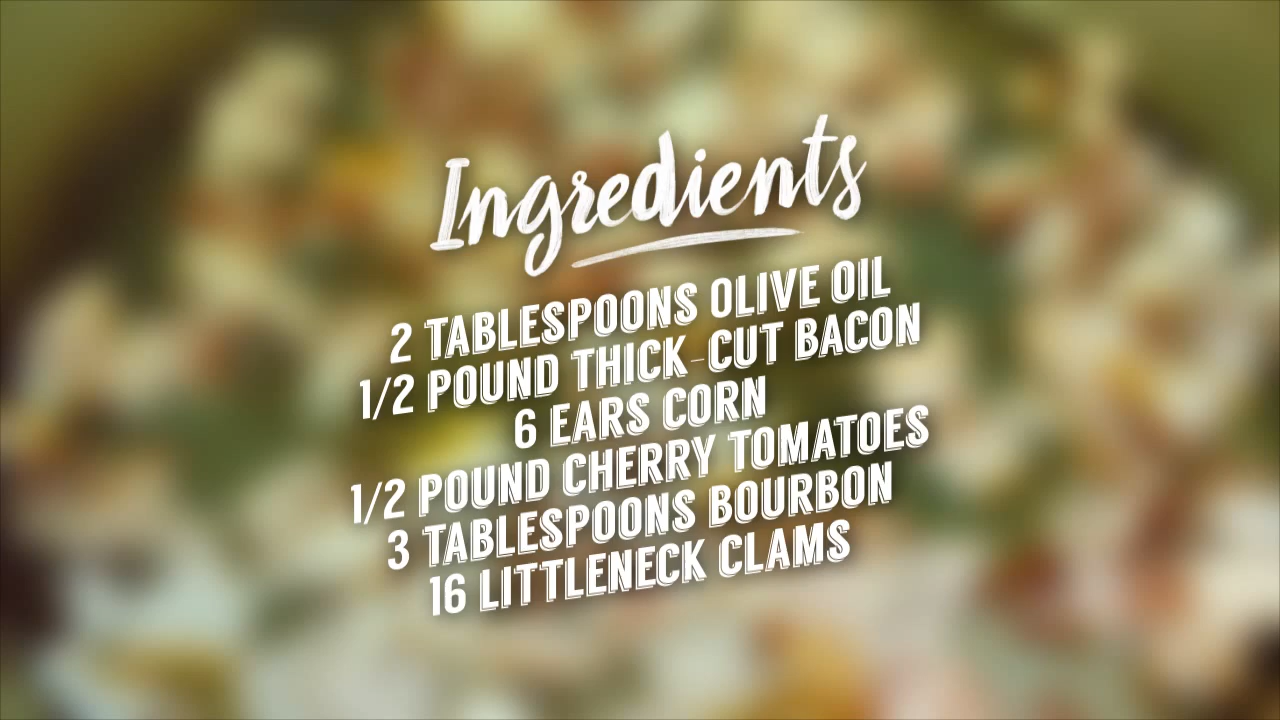 Ingredients
2 TABLESPOONS OLIVE OIL
1/2 POUND THICK-CUT BACON
6 EARS CORN
1/2 POUND CHERRY TOMATOES
3 TABLESPOONS BOURBON
16 LITTLENECK CLAMS